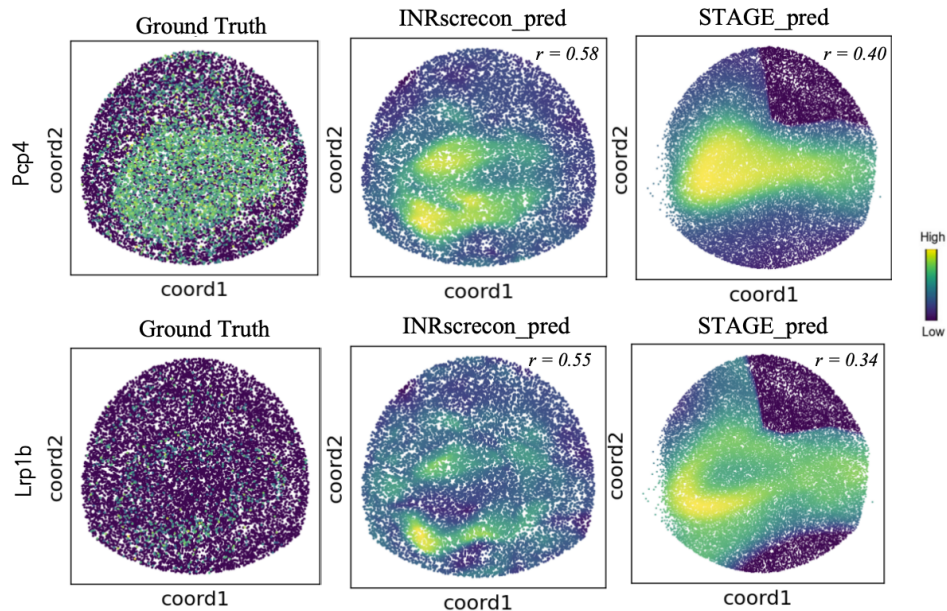 Ground Truth
INRscrecon_pred
STAGE_pred
r = 0.58
r = 0.40
Pcp4
coord2
coord2
coord2
coord1
coord1
coord1
High
Low
Ground Truth
INRscrecon_pred
STAGE_pred
r = 0.55
r = 0.34
Lrp1b
coord2
coord2
coord2
coord1
coord1
coord1